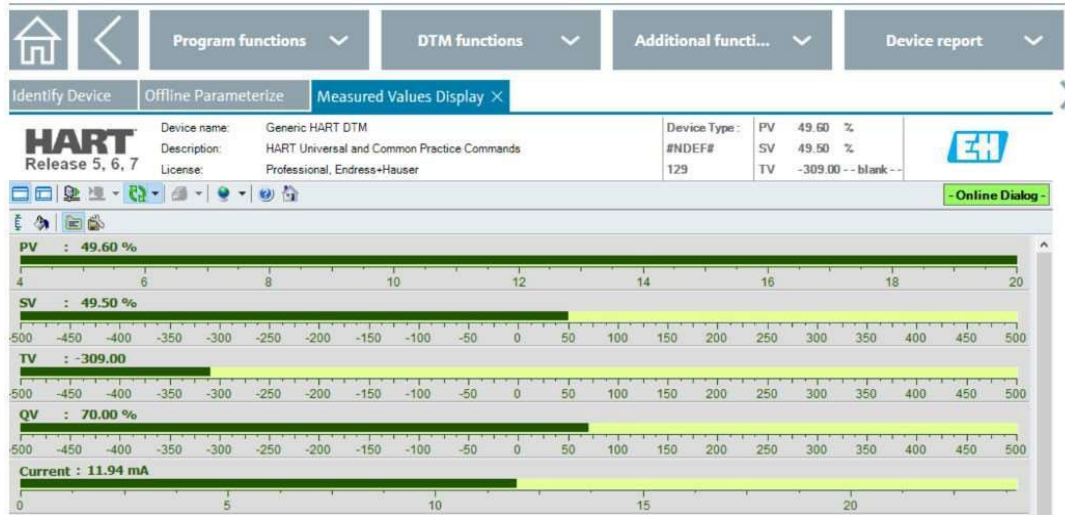 Program functions DTM functions Additional functi... Device report
Identify Device Offline Parameterize Measured Values Display ×
HART
Release 5, 6, 7
Device name: Generic HART DTM
Description: HART Universal and Common Practice Commands
License: Professional, Endress+Hauser
Device Type : PV 49.60 %
#NDEF# SV 49.50 %
129 TV -309.00 - - blank - -
EH
- Online Dialog -
PV : 49.60 %
4 6 8 10 12 14 16 18 20
SV : 49.50 %
-500 -450 -400 -350 -300 -250 -200 -150 -100 -50 0 50 100 150 200 250 300 350 400 450 500
TV : -309.00
-500 -450 -400 -350 -300 -250 -200 -150 -100 -50 0 50 100 150 200 250 300 350 400 450 500
QV : 70.00 %
-500 -450 -400 -350 -300 -250 -200 -150 -100 -50 0 50 100 150 200 250 300 350 400 450 500
Current : 11.94 mA
0 5 10 15 20